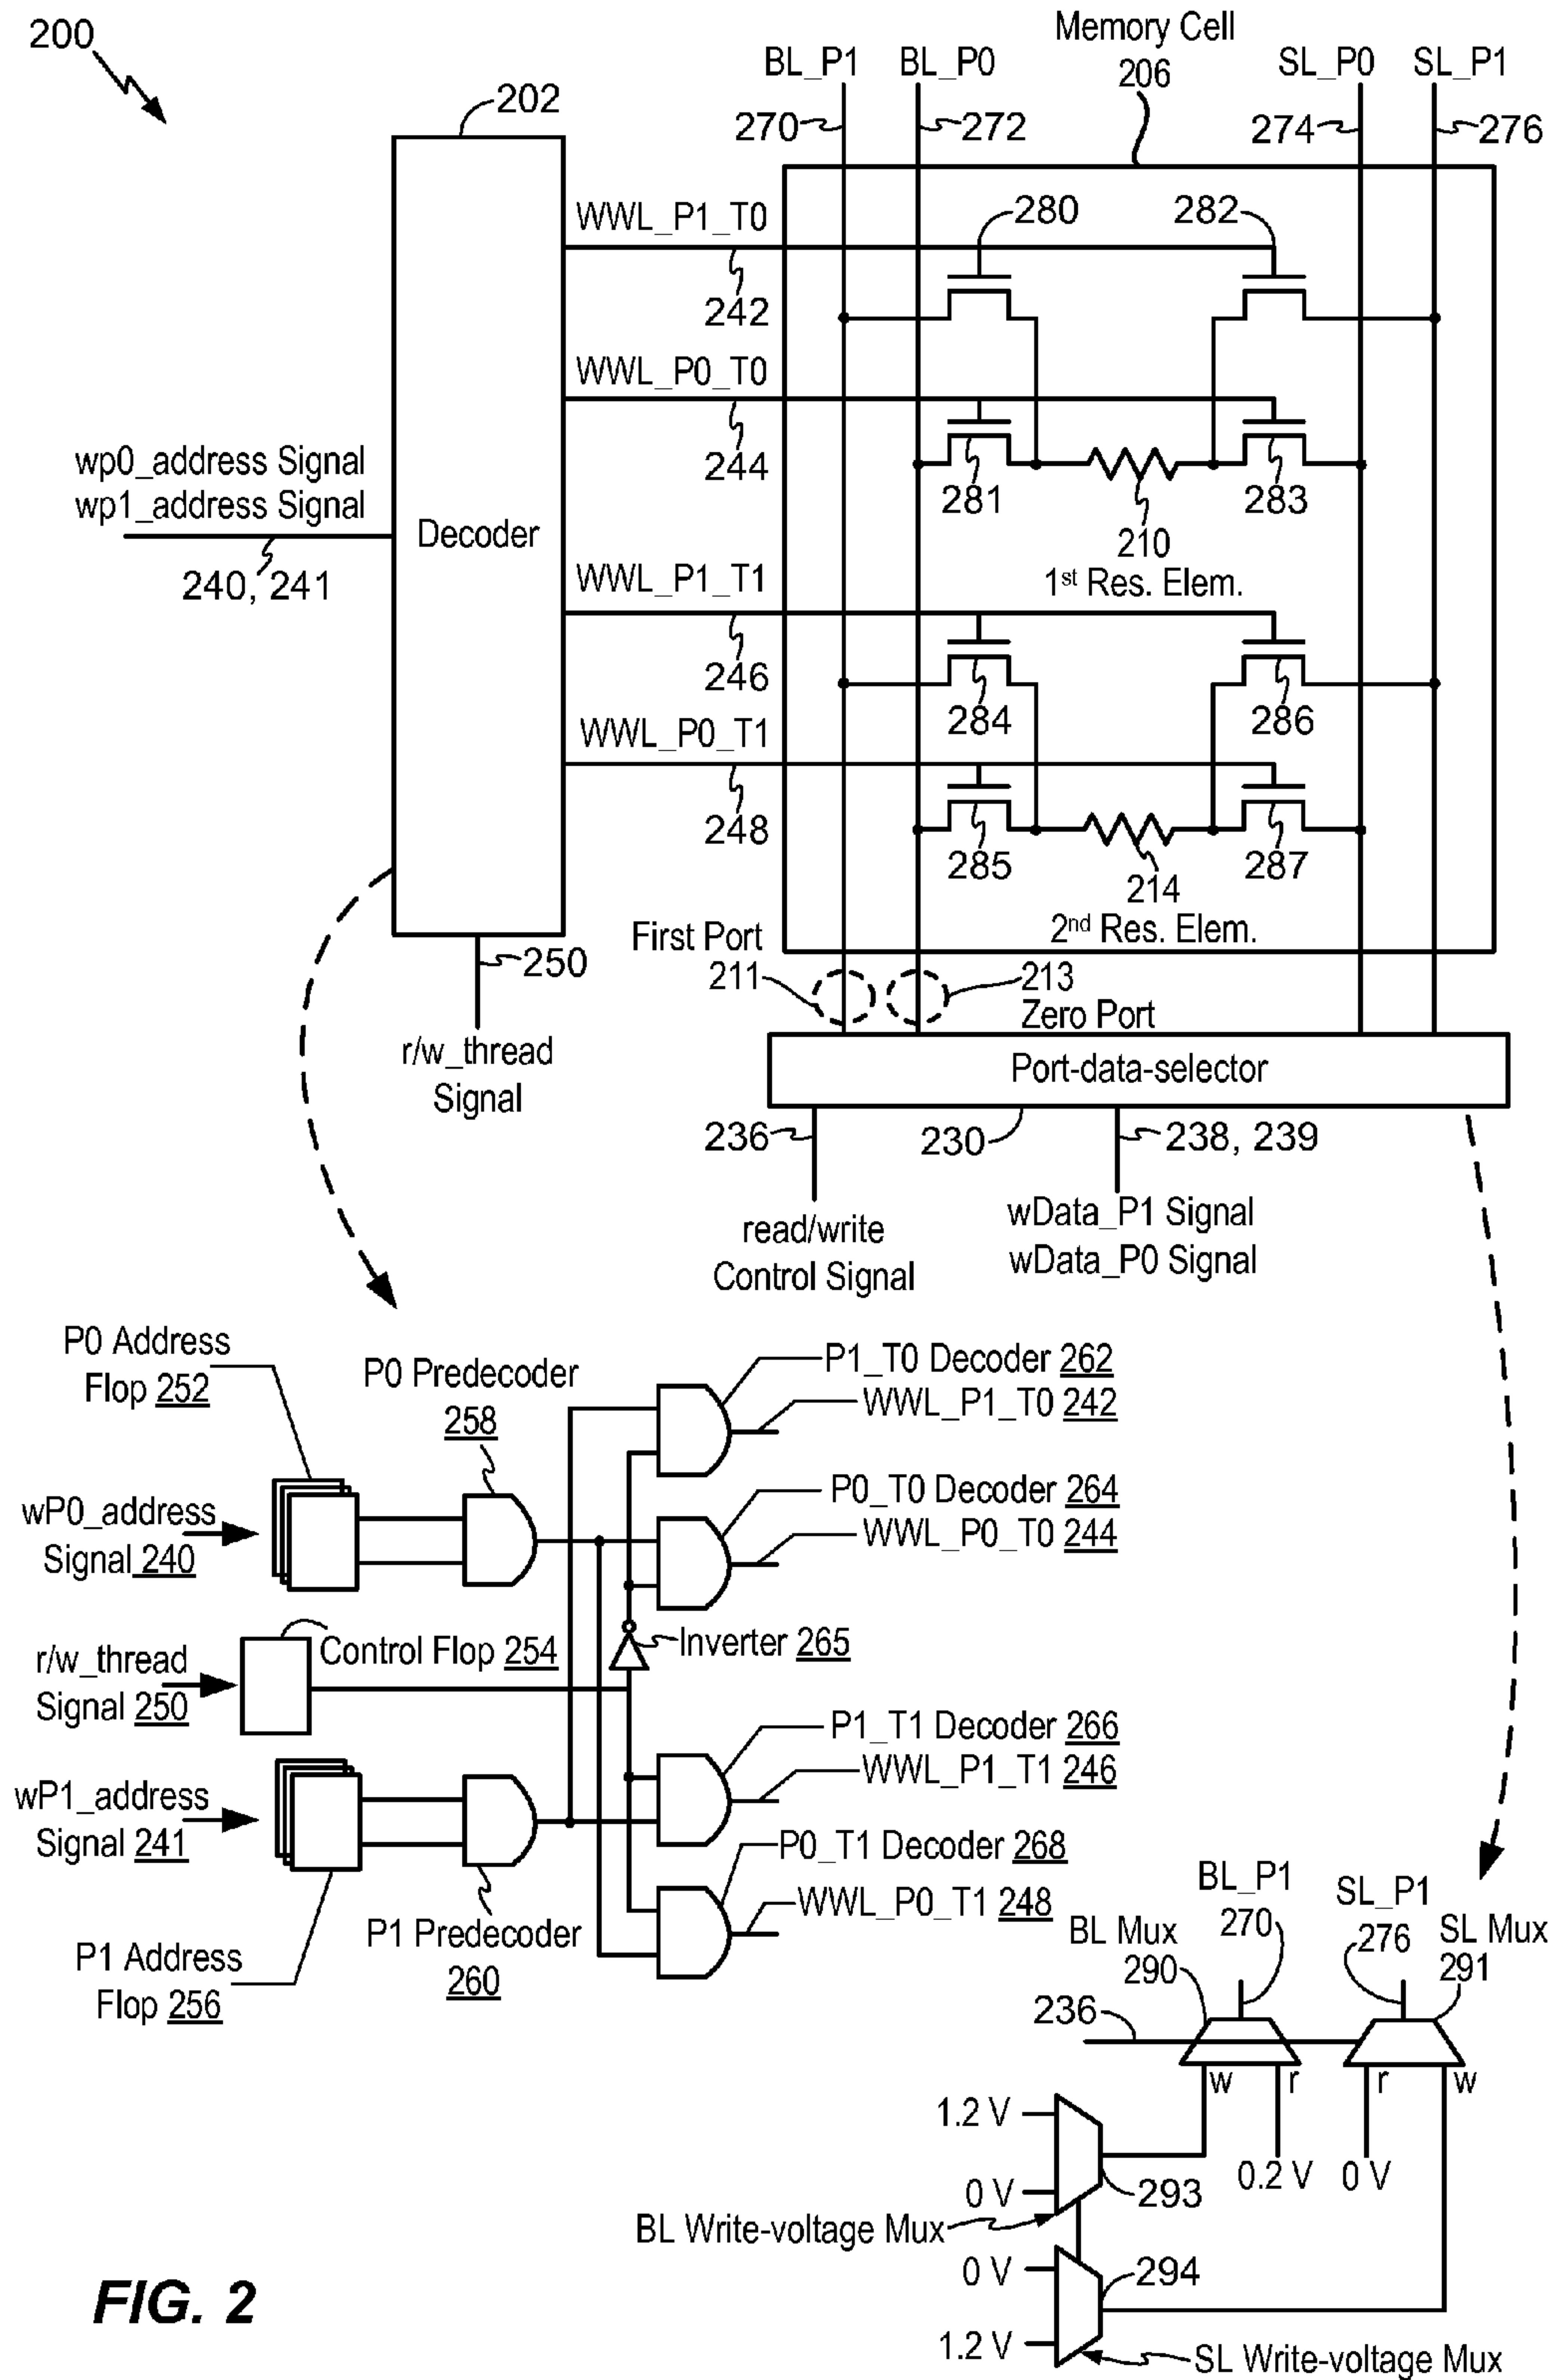 200
Memory Cell
206
BL_P1
BL_P0
SL_P0
SL_P1
270
272
274
276
202
WWL_P1_T0
242
280
282
WWL_P0_T0
244
281
283
210
1st Res. Elem.
wp0_address Signal
wp1_address Signal
240, 241
Decoder
WWL_P1_T1
246
284
286
WWL_P0_T1
248
285
287
214
2nd Res. Elem.
First Port
211
213
Zero Port
250
r/w_thread
Signal
Port-data-selector
236
230
238, 239
read/write
Control Signal
wData_P1 Signal
wData_P0 Signal
P0 Address
Flop 252
P0 Predecoder
258
P1_T0 Decoder 262
WWL_P1_T0 242
P0_T0 Decoder 264
WWL_P0_T0 244
wP0_address
Signal 240
Control Flop 254
Inverter 265
r/w_thread
Signal 250
P1_T1 Decoder 266
WWL_P1_T1 246
wP1_address
Signal 241
P0_T1 Decoder 268
WWL_P0_T1 248
P1 Predecoder
260
P1 Address
Flop 256
BL_P1
270
SL_P1
276
BL Mux
290
SL Mux
291
236
w
r
r
w
1.2 V
0 V
293
0.2 V
0 V
BL Write-voltage Mux
0 V
294
1.2 V
SL Write-voltage Mux
FIG. 2